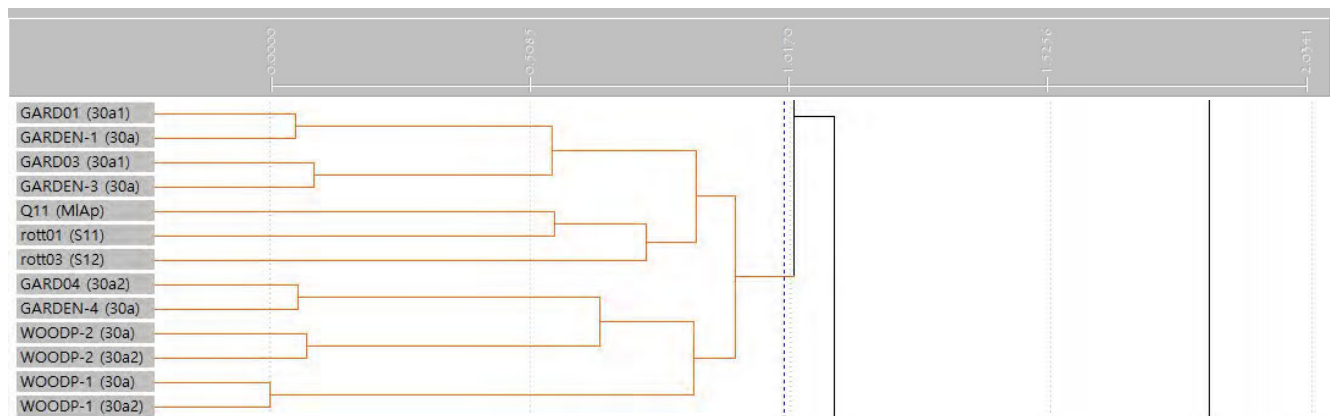 0.0000
0.5085
1.0170
1.5256
2.0341
GARD01 (30a1)
GARDEN-1 (30a)
GARD03 (30a1)
GARDEN-3 (30a)
Q11 (MlAp)
rott01 (S11)
rott03 (S12)
GARD04 (30a2)
GARDEN-4 (30a)
WOODP-2 (30a)
WOODP-2 (30a2)
WOODP-1 (30a)
WOODP-1 (30a2)